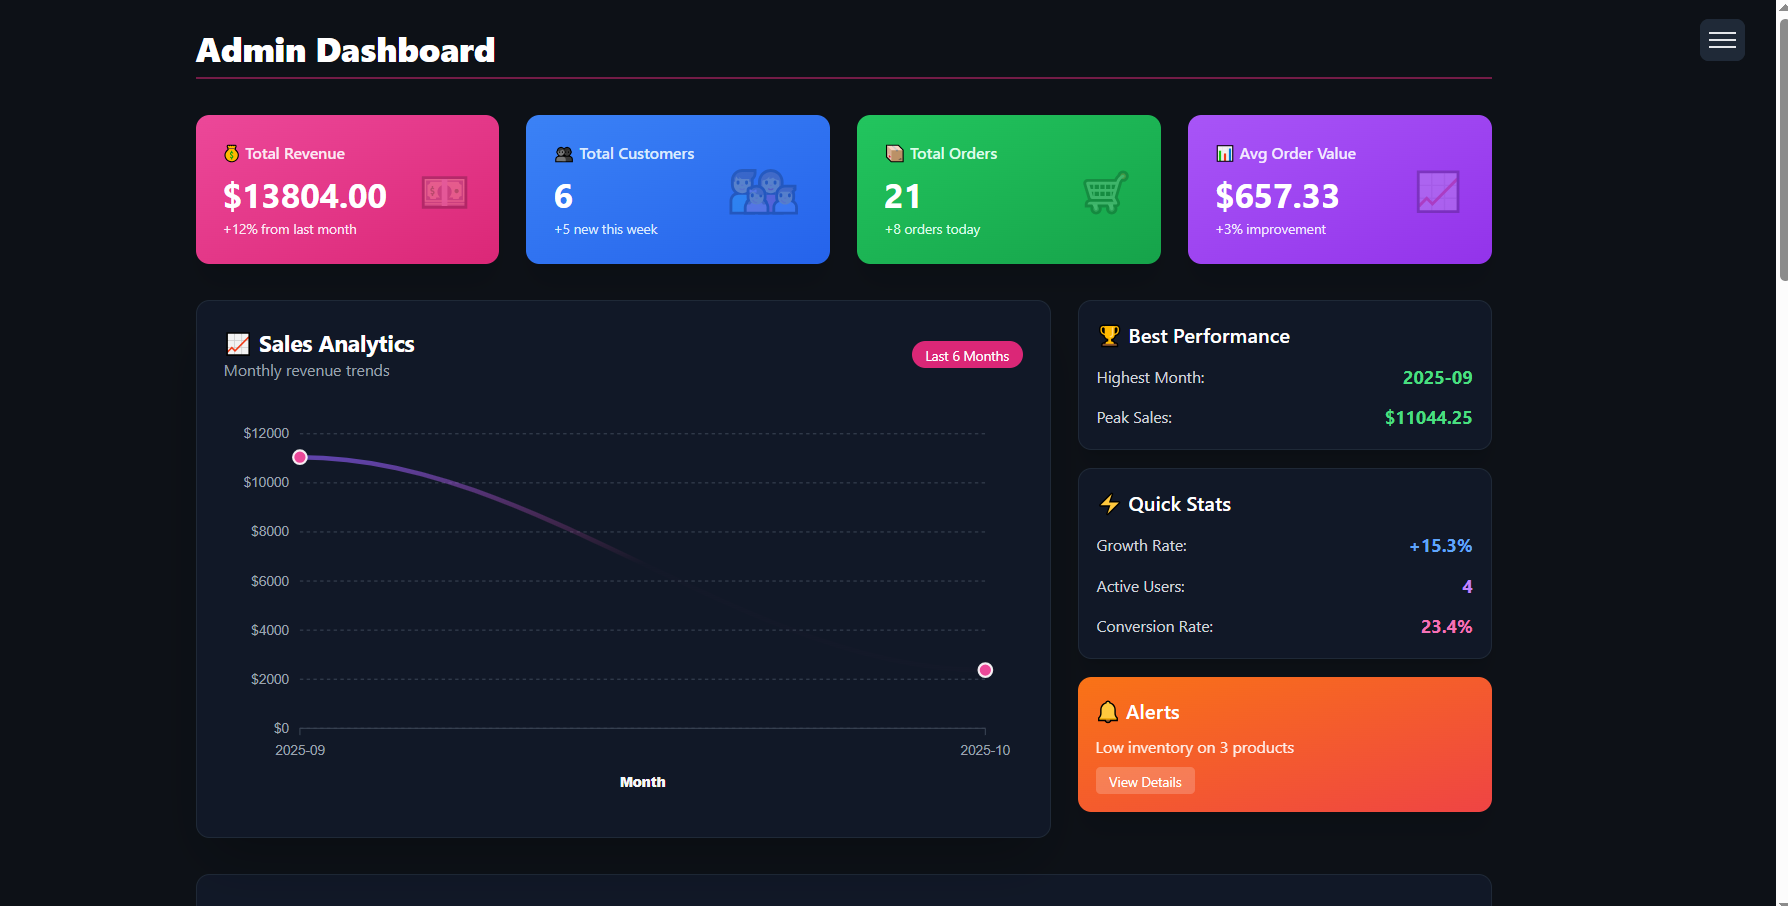 Admin Dashboard
Total Revenue
$13804.00
+12% from last month
Total Customers
6
+5 new this week
Total Orders
21
+8 orders today
Avg Order Value
$657.33
+3% improvement
Sales Analytics
Monthly revenue trends
Last 6 Months
$12000
$10000
$8000
$6000
$4000
$2000
$0
2025-09
2025-10
Month
Best Performance
Highest Month: 2025-09
Peak Sales: $11044.25
Quick Stats
Growth Rate: +15.3%
Active Users: 4
Conversion Rate: 23.4%
Alerts
Low inventory on 3 products
View Details